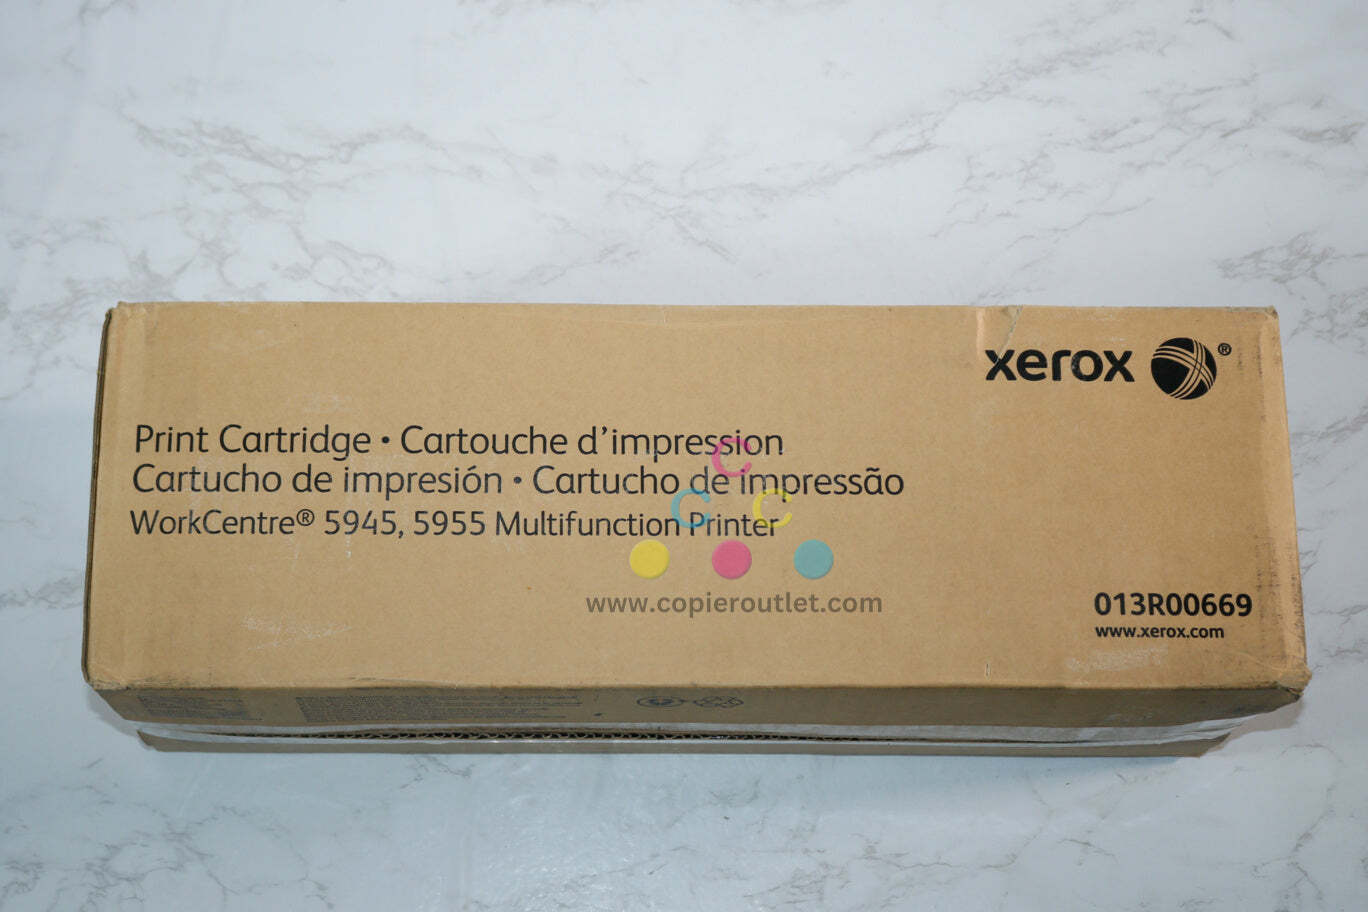 xerox ®
Print Cartridge • Cartouche d'impression
Cartucho de impresión • Cartucho de impressão
WorkCentre® 5945, 5955 Multifunction Printer
www.copieroutlet.com
013R00669
www.xerox.com